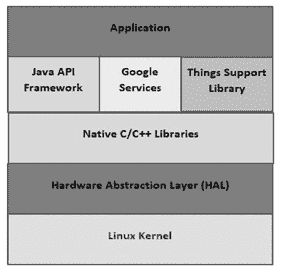 Application
Java API
Framework
Google
Services
Things Support
Library
Native C/C++ Libraries
Hardware Abstraction Layer (HAL)
Linux Kernel